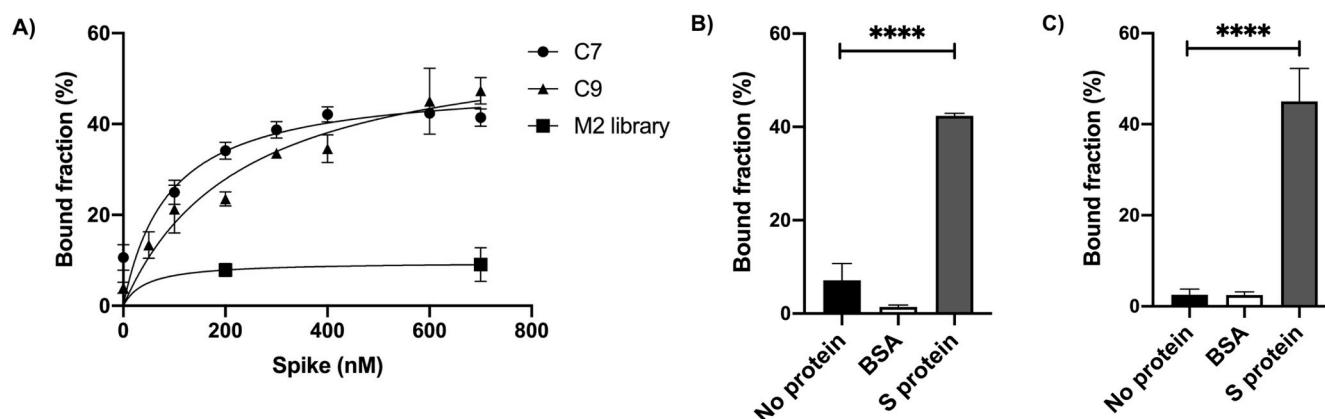 A)
Bound fraction (%)
60
40
20
0
0
200
400
600
800
Spike (nM)
C7
C9
M2 library
B)
Bound fraction (%)
60
40
20
0
****
No protein
BSA
S protein
C)
Bound fraction (%)
60
40
20
0
****
No protein
BSA
S protein